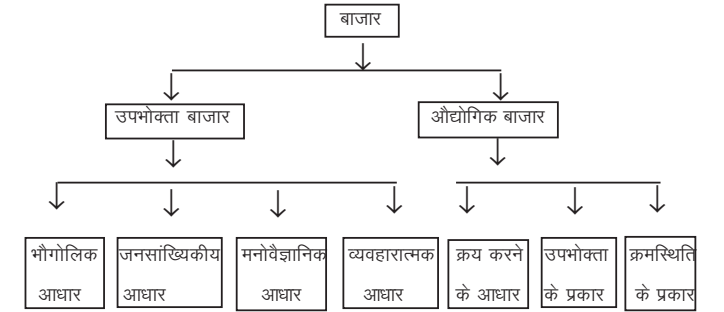 बाजार
उपभोक्ता बाजार
औद्योगिक बाजार
भौगोलिक
आधार
जनसांख्यिकीय
आधार
मनोवैज्ञानिक
आधार
व्यवहारात्मक
आधार
क्रय करने
के आधार
उपभोक्ता
के प्रकार
क्रमस्थिति
के प्रकार